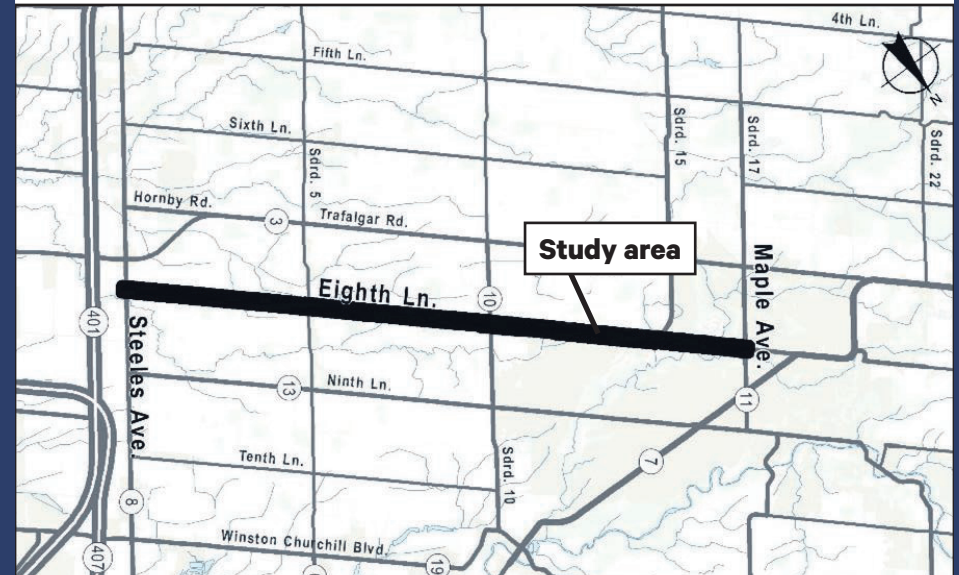 4th Ln.
Fifth Ln.
N
Sixth Ln.
Sdrd. 15
Sdrd. 17
Sdrd. 22
Sdrd. 5
Hornby Rd.
3
Trafalgar Rd.
Study area
Maple Ave.
Eighth Ln.
10
401
Steeles Ave.
13
Ninth Ln.
11
Tenth Ln.
7
Sdrd. 10
8
Winston Churchill Blvd.
407
19